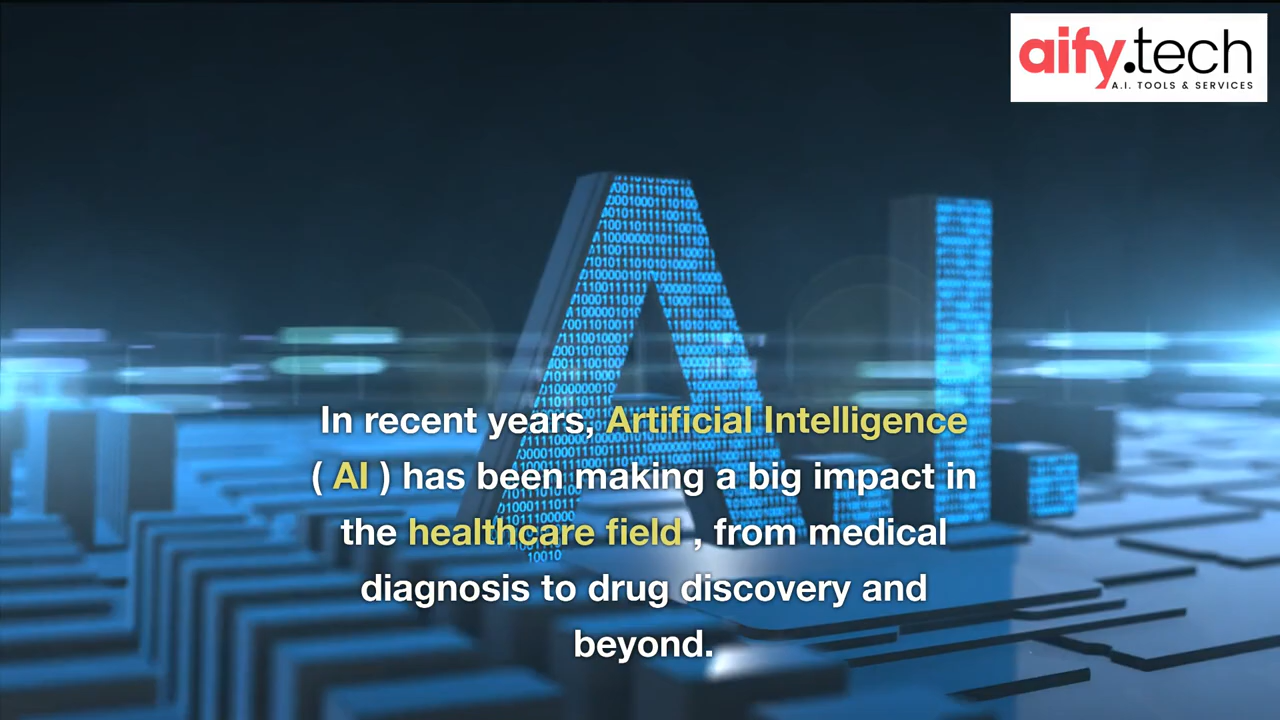 aify.tech
A.I. TOOLS & SERVICES
In recent years, Artificial Intelligence
( AI ) has been making a big impact in
the healthcare field , from medical
diagnosis to drug discovery and
beyond.
A.I.